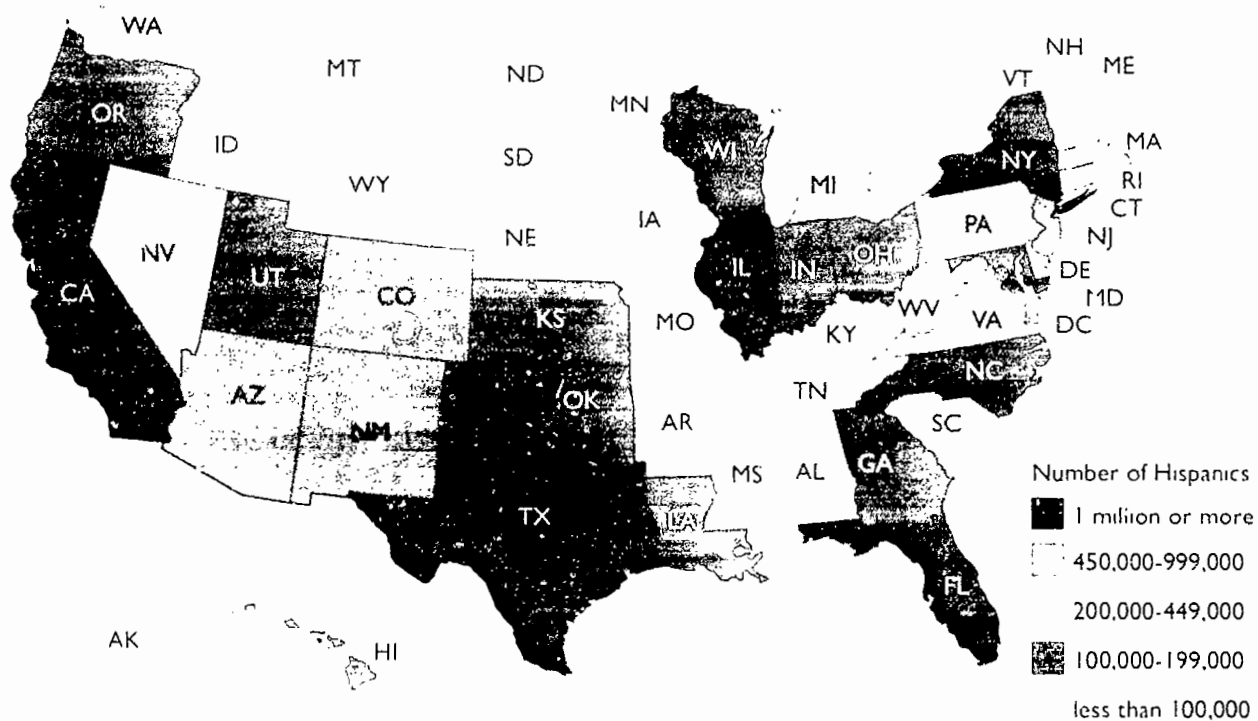 WA
MT
ND
MN
NH
ME
VT
OR
ID
SD
WI
NY
MA
WY
MI
RI
IA
CT
NE
PA
NJ
NV
UT
CO
IL
IN
OH
DE
CA
KS
MO
WV
VA
MD
KY
DC
AZ
NM
OK
TN
NC
AR
SC
MS
AL
GA
TX
LA
FL
AK
HI
Number of Hispanics
1 million or more
450,000-999,000
200,000-449,000
100,000-199,000
less than 100,000